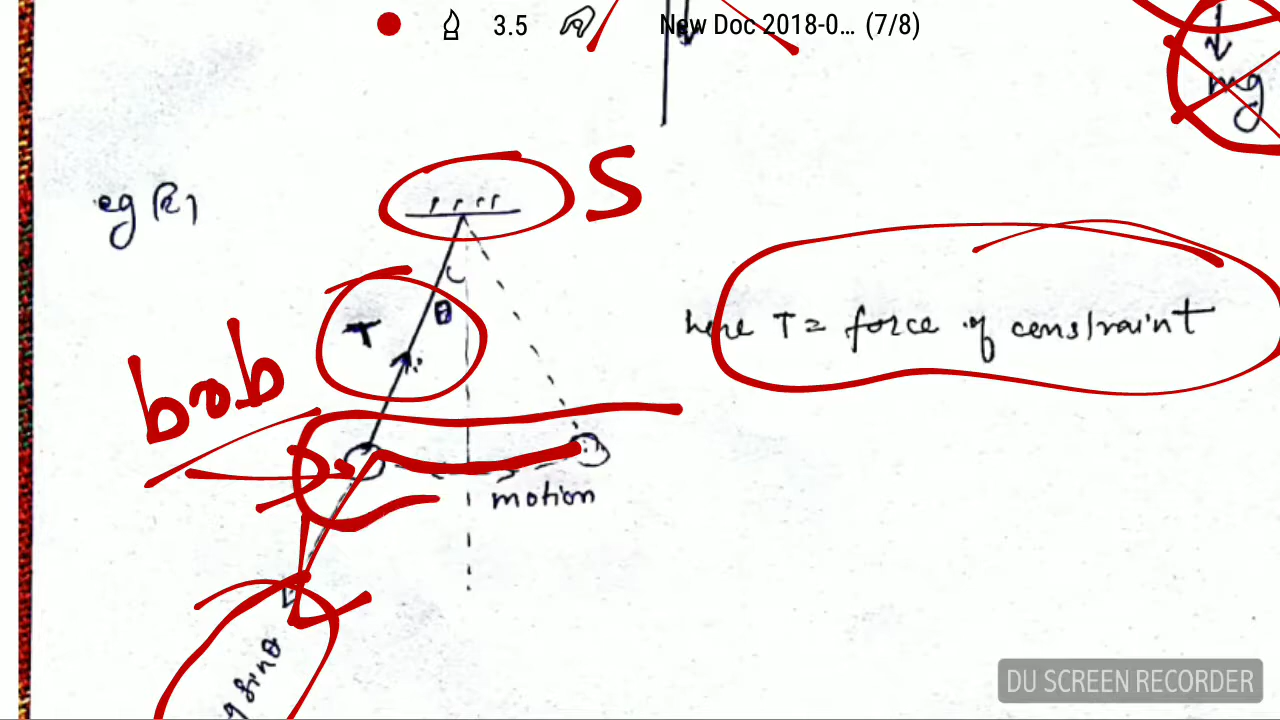 3.5 New Doc 2018-0... (7/8)
mg
eg (2)
S
θ
T
here T = force of constraint
bob
motion
g sinθ
DU SCREEN RECORDER